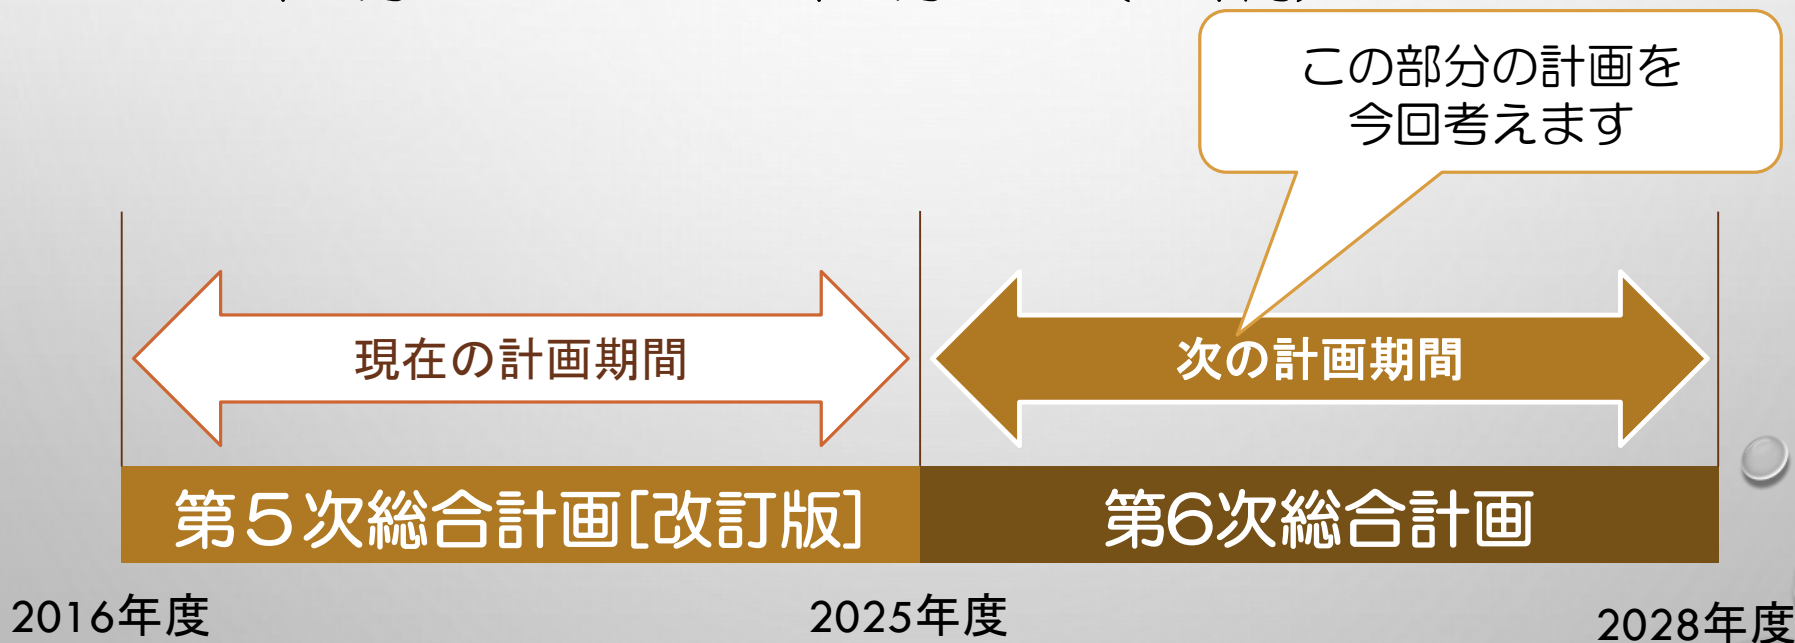 この部分の計画を
今回考えます
現在の計画期間
次の計画期間
第５次総合計画[改訂版]
第6次総合計画
2016年度
2025年度
2028年度